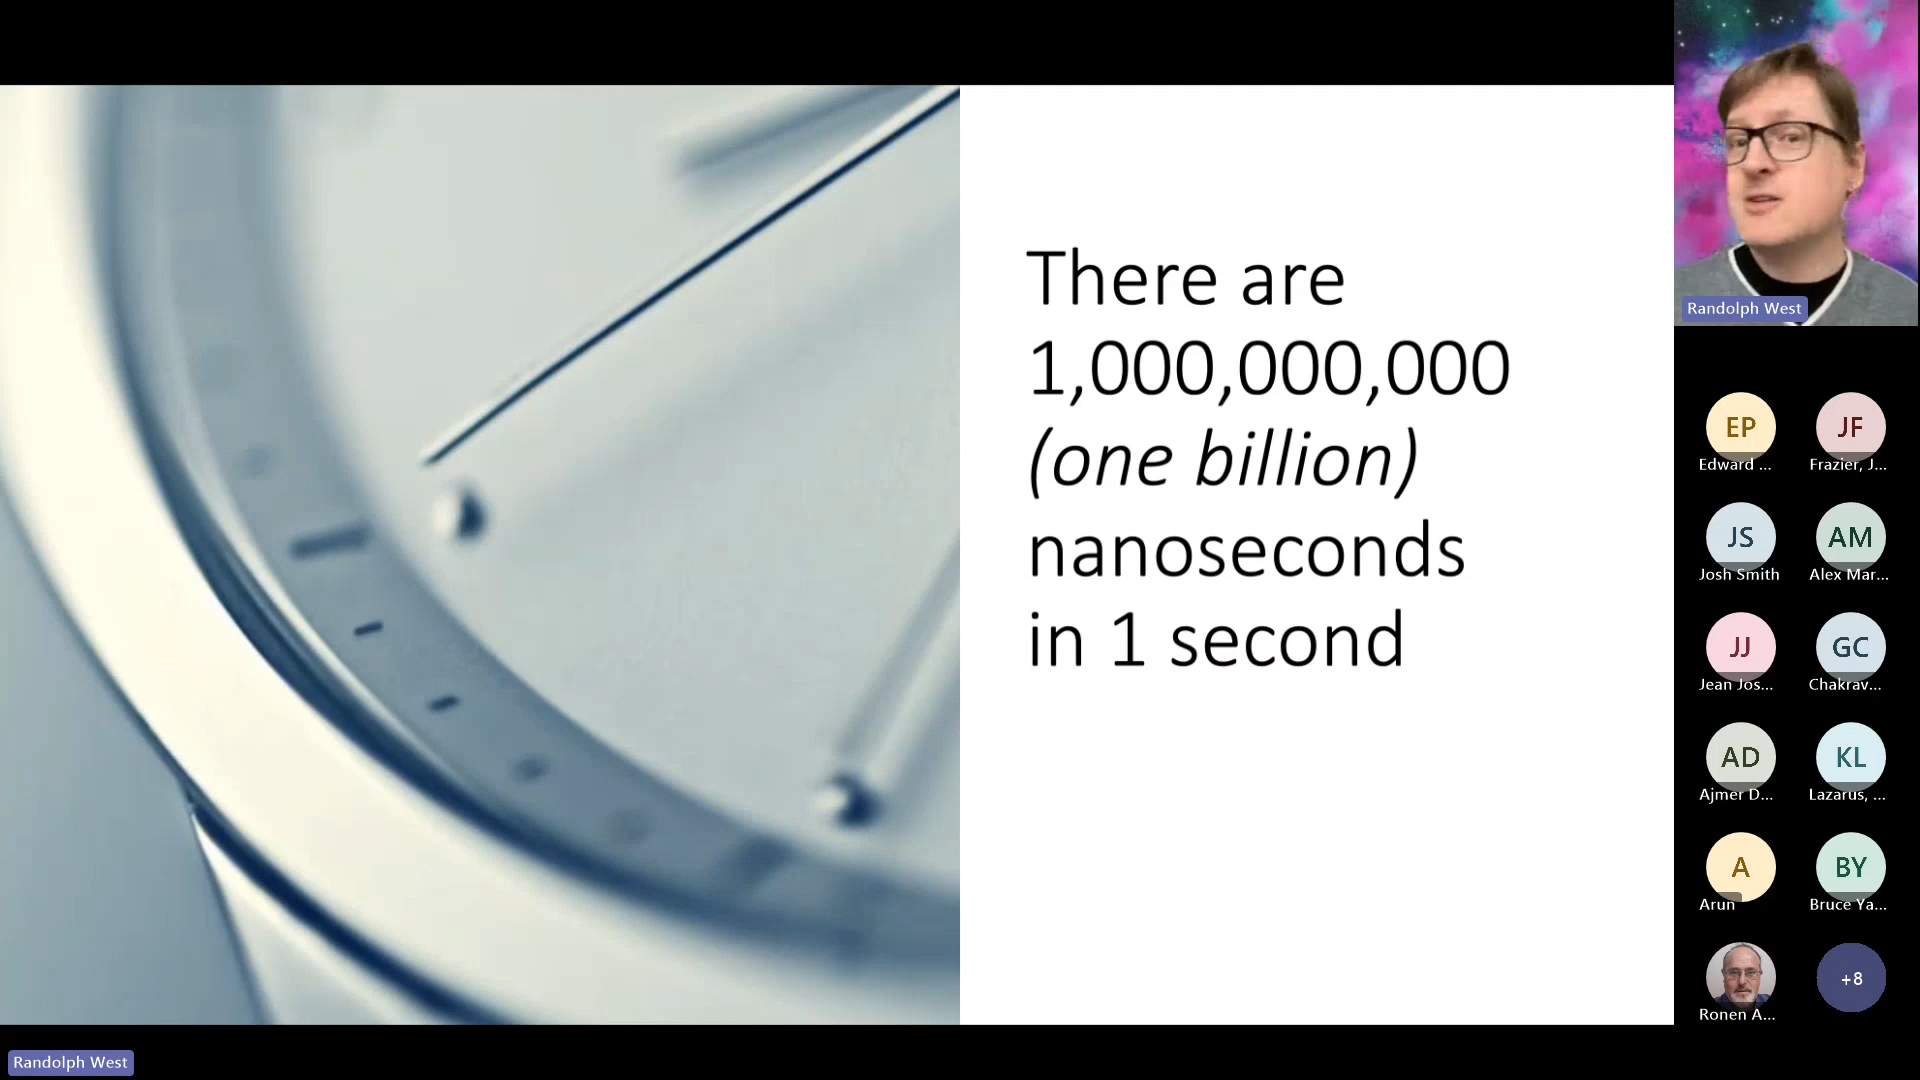 There are
1,000,000,000
(one billion)
nanoseconds
in 1 second
Randolph West
EP
JF
Edward ...
Frazier, J...
JS
AM
Josh Smith
Alex Mar...
JJ
GC
Jean Jos...
Chakrav...
AD
KL
Ajmer D...
Lazarus, ...
A
BY
Arun
Bruce Ya...
+8
Ronen A...
Randolph West